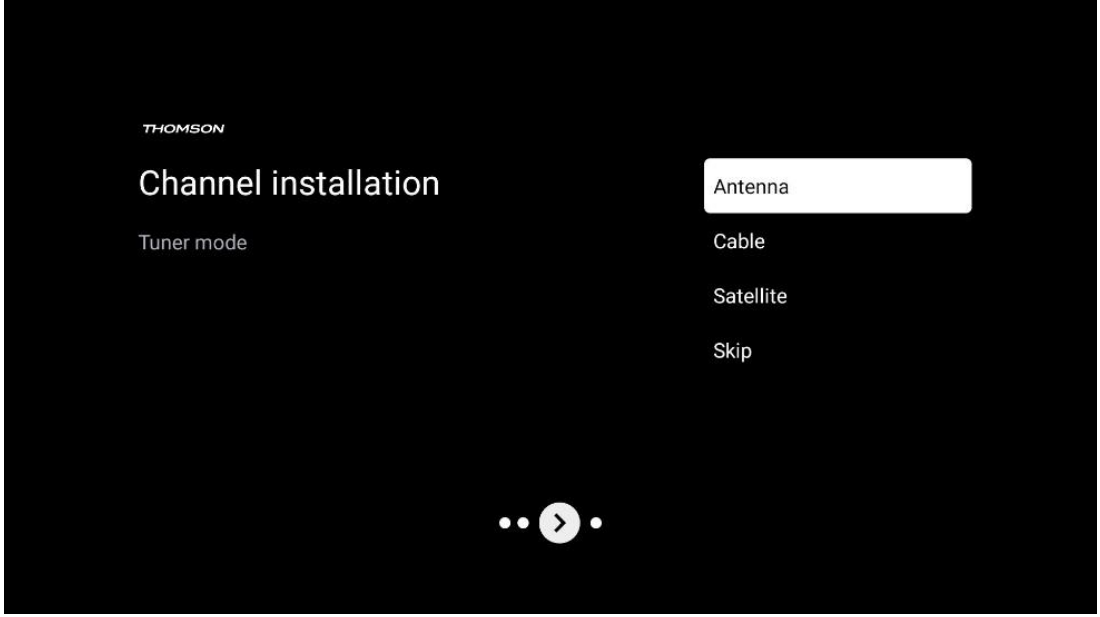 THOMSON
Channel installation
Tuner mode
Antenna
Cable
Satellite
Skip